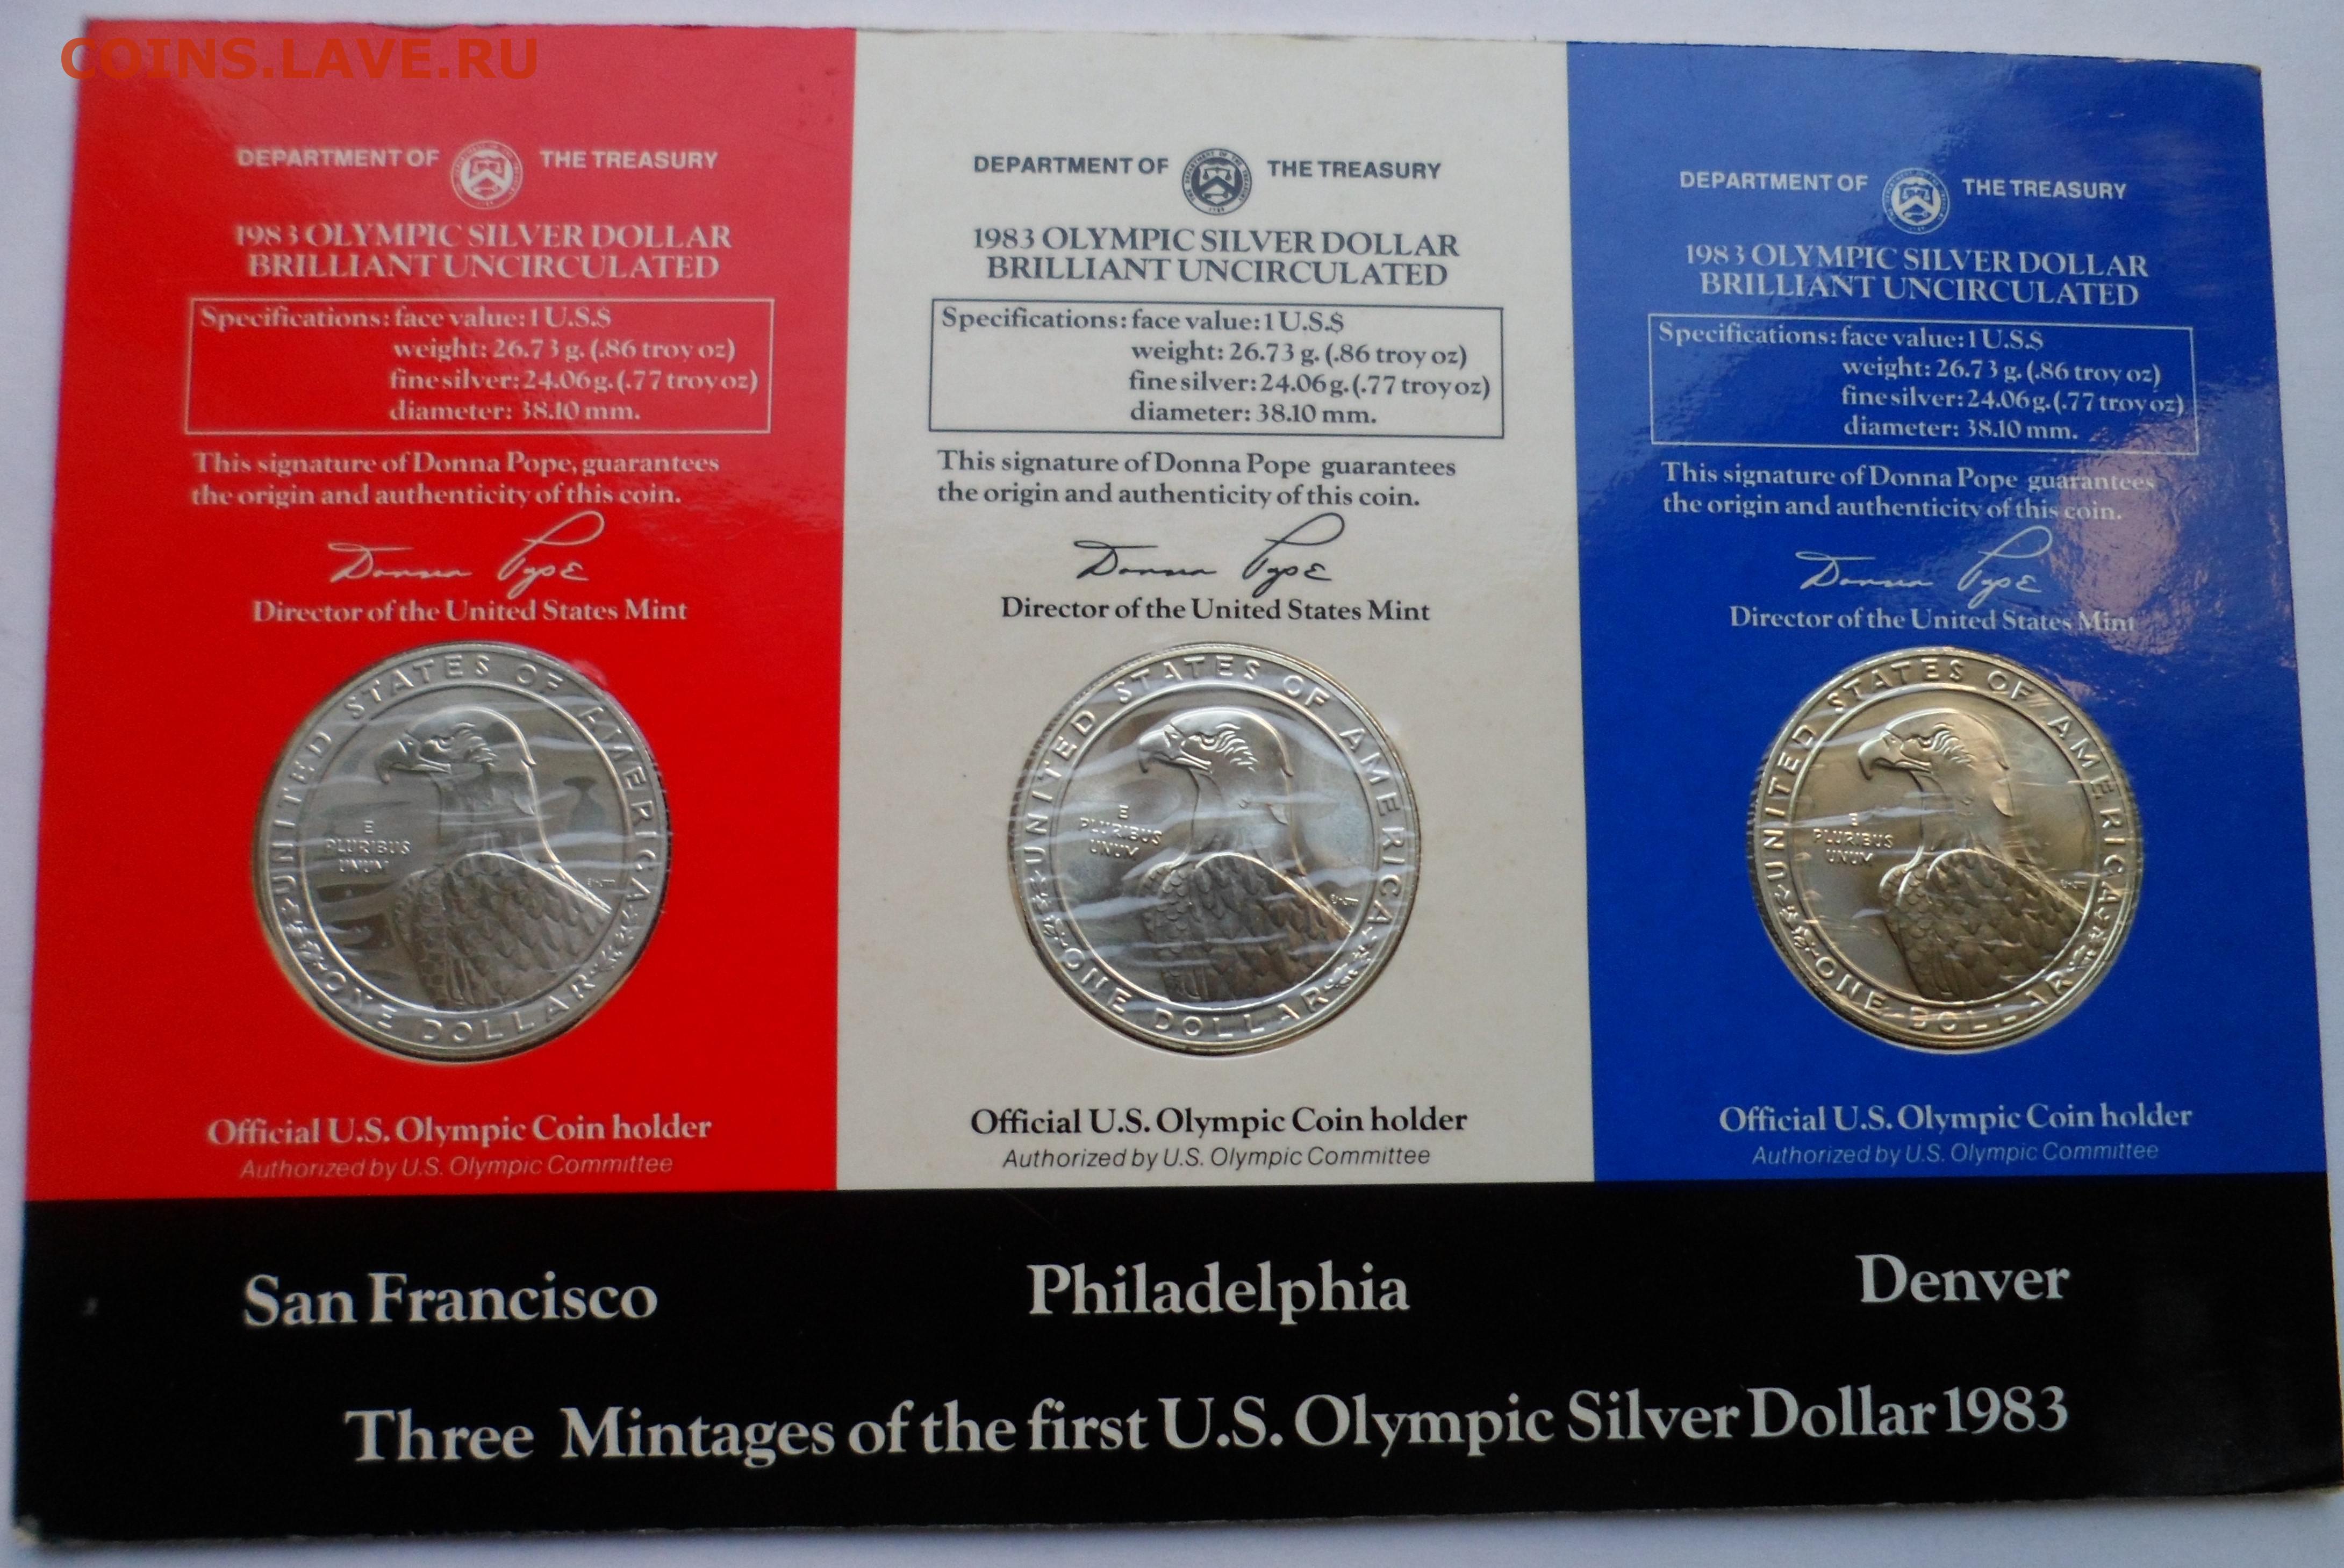 COINS.LAVE.RU
DEPARTMENT OF THE TREASURY
1983 OLYMPIC SILVER DOLLAR
BRILLIANT UNCIRCULATED
Specifications: face value: 1 U.S.$
weight: 26.73 g. (.86 troy oz)
fine silver: 24.06 g. (.77 troy oz)
diameter: 38.10 mm.
This signature of Donna Pope, guarantees
the origin and authenticity of this coin.
Donna Pope
Director of the United States Mint
UNITED STATES OF AMERICA
E
PLURIBUS
UNUM
ONE DOLLAR
Official U.S. Olympic Coin holder
Authorized by U.S. Olympic Committee
DEPARTMENT OF THE TREASURY
1983 OLYMPIC SILVER DOLLAR
BRILLIANT UNCIRCULATED
Specifications: face value: 1 U.S.$
weight: 26.73 g. (.86 troy oz)
fine silver: 24.06 g. (.77 troy oz)
diameter: 38.10 mm.
This signature of Donna Pope guarantees
the origin and authenticity of this coin.
Donna Pope
Director of the United States Mint
UNITED STATES OF AMERICA
E
PLURIBUS
UNUM
ONE DOLLAR
Official U.S. Olympic Coin holder
Authorized by U.S. Olympic Committee
DEPARTMENT OF THE TREASURY
1983 OLYMPIC SILVER DOLLAR
BRILLIANT UNCIRCULATED
Specifications: face value: 1 U.S.$
weight: 26.73 g. (.86 troy oz)
fine silver: 24.06 g. (.77 troy oz)
diameter: 38.10 mm.
This signature of Donna Pope guarantees
the origin and authenticity of this coin.
Donna Pope
Director of the United States Mint
UNITED STATES OF AMERICA
E
PLURIBUS
UNUM
ONE DOLLAR
Official U.S. Olympic Coin holder
Authorized by U.S. Olympic Committee
San Francisco Philadelphia Denver
Three Mintages of the first U.S. Olympic Silver Dollar 1983